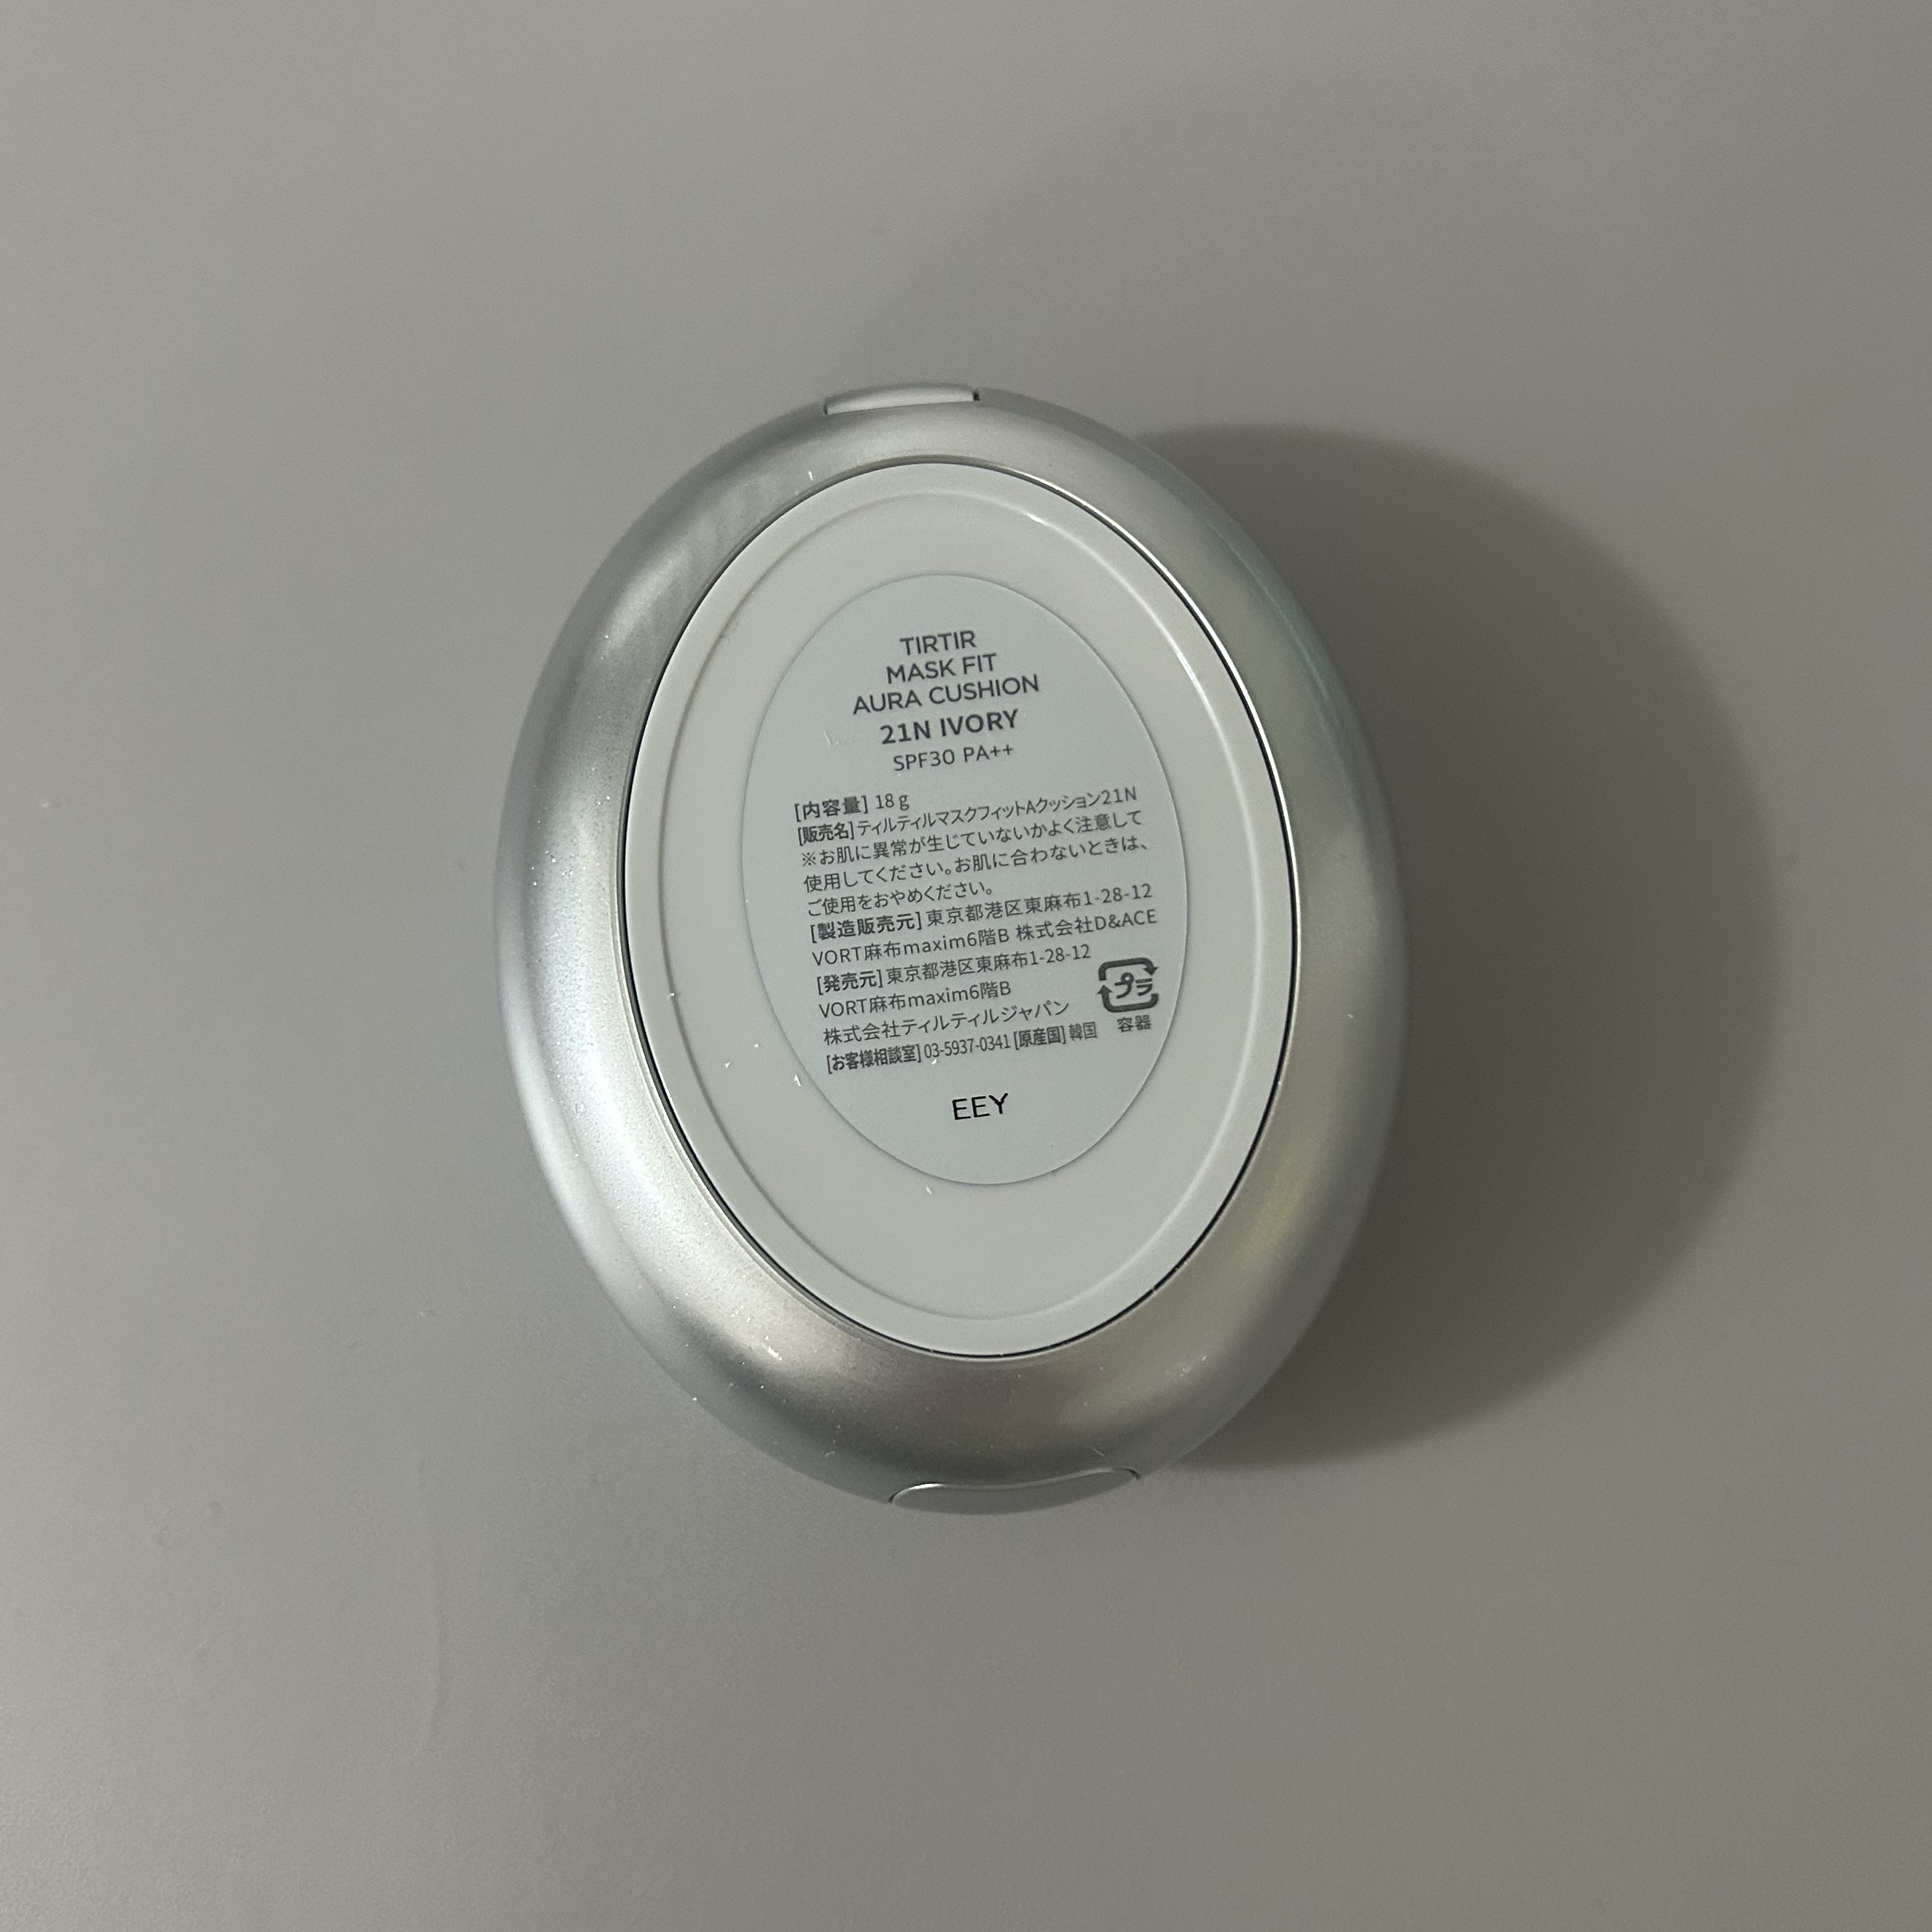 TIRTIR
MASK FIT
AURA CUSHION
21N IVORY
SPF30 PA++
[内容量] 18 g
[販売名] ティルティルマスクフィットAクッション21N
※お肌に異常が生じていないかよく注意して
使用してください。お肌に合わないときは、
ご使用をおやめください。
[製造販売元] 東京都港区東麻布1-28-12
VORT麻布maxim6階B 株式会社D&ACE
[発売元] 東京都港区東麻布1-28-12
VORT麻布maxim6階B
株式会社ティルティルジャパン
[お客様相談室] 03-5937-0341 [原産国] 韓国
プラ
容器
EEY